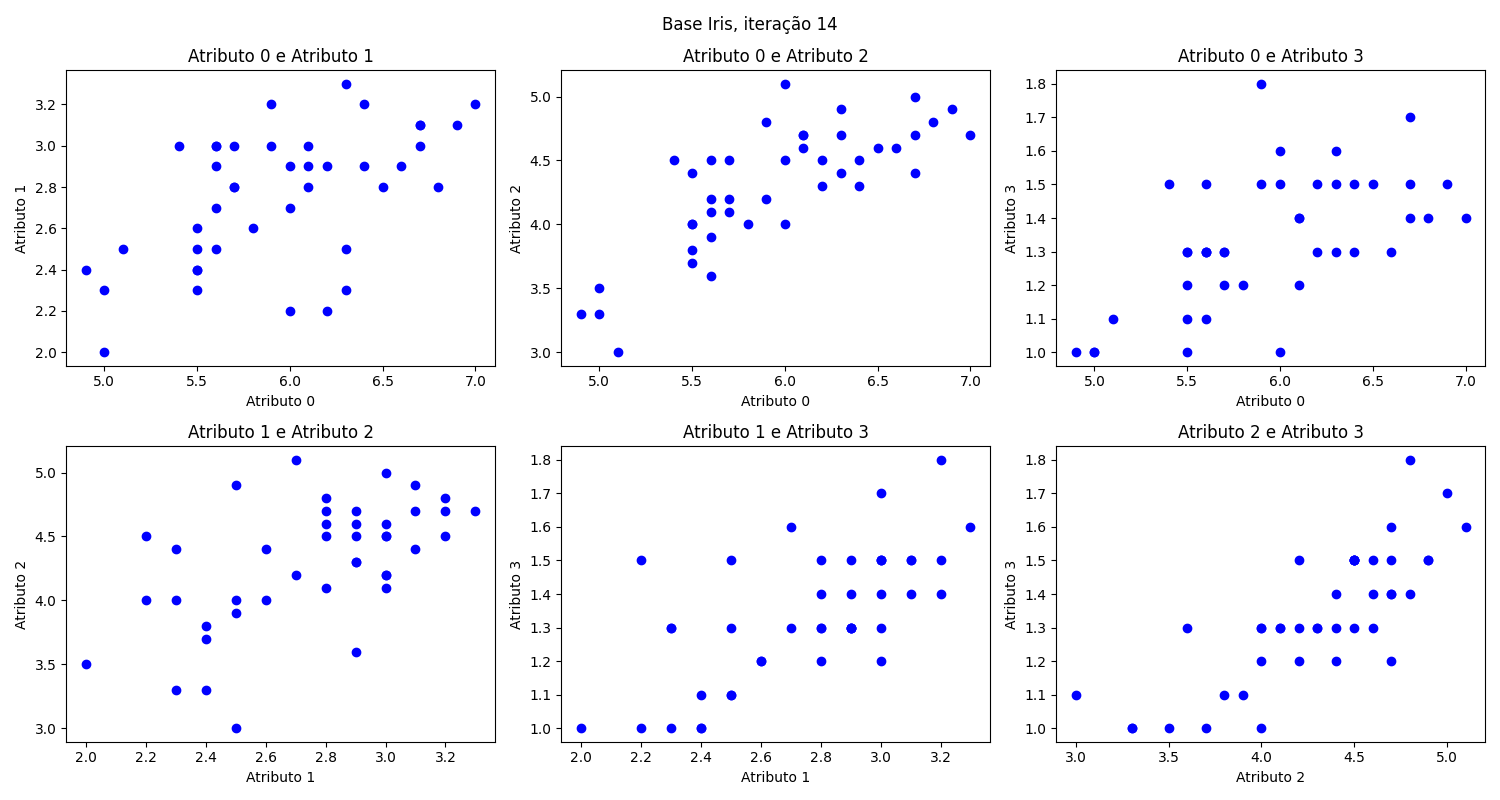 Base Iris, iteração 14
Atributo 0 e Atributo 1
Atributo 1
3.2
3.0
2.8
2.6
2.4
2.2
2.0
5.0 5.5 6.0 6.5 7.0
Atributo 0
Atributo 0 e Atributo 2
Atributo 2
5.0
4.5
4.0
3.5
3.0
5.0 5.5 6.0 6.5 7.0
Atributo 0
Atributo 0 e Atributo 3
Atributo 3
1.8
1.7
1.6
1.5
1.4
1.3
1.2
1.1
1.0
5.0 5.5 6.0 6.5 7.0
Atributo 0
Atributo 1 e Atributo 2
Atributo 2
5.0
4.5
4.0
3.5
3.0
2.0 2.2 2.4 2.6 2.8 3.0 3.2
Atributo 1
Atributo 1 e Atributo 3
Atributo 3
1.8
1.7
1.6
1.5
1.4
1.3
1.2
1.1
1.0
2.0 2.2 2.4 2.6 2.8 3.0 3.2
Atributo 1
Atributo 2 e Atributo 3
Atributo 3
1.8
1.7
1.6
1.5
1.4
1.3
1.2
1.1
1.0
3.0 3.5 4.0 4.5 5.0
Atributo 2